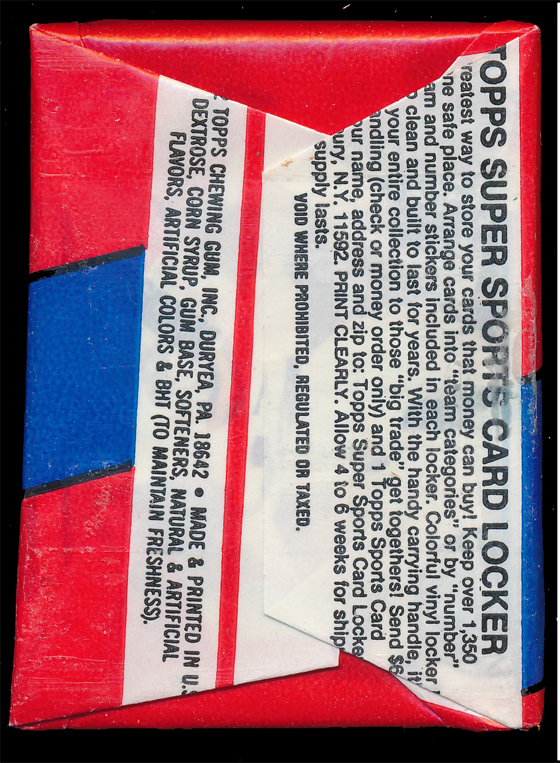 TOPPS SUPER SPORTS CARD LOCKER
reatest way to store your cards that money can buy! Keep over 1,350
ne safe place. Arrange cards into "team categories" or by "number"
am and number stickers included in each locker. Colorful vinyl locker
o clean and built to last for years. With the handy carrying handle, it
your entire collection to those "big trade" get togethers! Send $6
andling (check or money order only) and 1 Topps Sports Card
our name, address and zip to: Topps Super Sports Card Locke
bury, N.Y. 11592. PRINT CLEARLY. Allow 4 to 6 weeks for ship
supply lasts.
VOID WHERE PROHIBITED, REGULATED OR TAXED.
TOPPS CHEWING GUM, INC., DURYEA, PA. 18642 • MADE & PRINTED IN U.S
DEXTROSE, CORN SYRUP, GUM BASE, SOFTENERS, NATURAL & ARTIFICIAL
FLAVORS, ARTIFICIAL COLORS & BHT (TO MAINTAIN FRESHNESS).